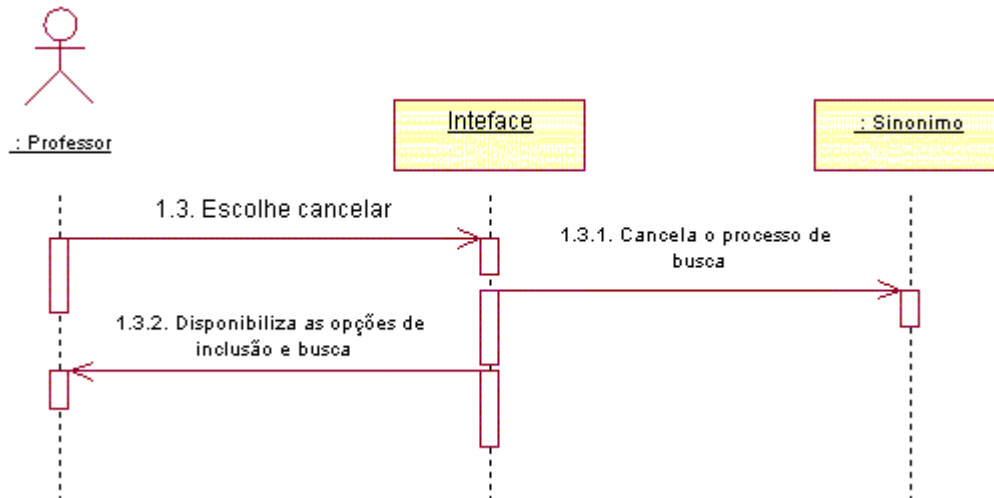 : Professor
Inteface
: Sinonimo
1.3. Escolhe cancelar
1.3.1. Cancela o processo de
busca
1.3.2. Disponibiliza as opções de
inclusão e busca